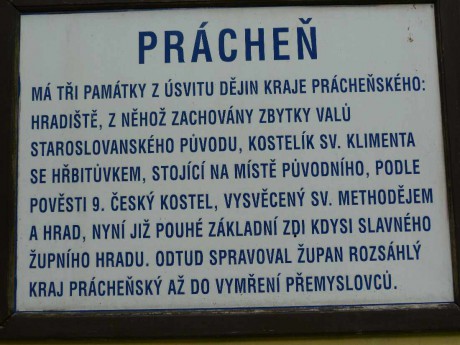 PRÁCHEŇ
MÁ TŘI PAMÁTKY Z ÚSVITU DĚJIN KRAJE PRÁCHEŇSKÉHO:
HRADIŠTĚ, Z NĚHOŽ ZACHOVÁNY ZBYTKY VALŮ
STAROSLOVANSKÉHO PŮVODU, KOSTELÍK SV. KLIMENTA
SE HŘBITŮVKEM, STOJÍCÍ NA MÍSTĚ PŮVODNÍHO, PODLE
POVĚSTI 9. ČESKÝ KOSTEL, VYSVĚCENÝ SV. METHODĚJEM
A HRAD, NYNÍ JIŽ POUHÉ ZÁKLADNÍ ZDI KDYSI SLAVNÉHO
ŽUPNÍHO HRADU. ODTUD SPRAVOVAL ŽUPAN ROZSÁHLÝ
KRAJ PRÁCHEŇSKÝ AŽ DO VYMŘENÍ PŘEMYSLOVCŮ.